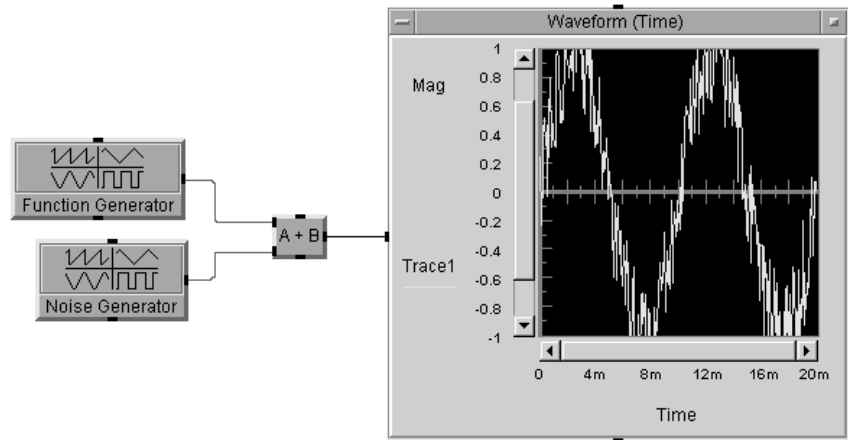 Waveform (Time)
Function Generator
Noise Generator
A + B
Mag
Trace1
1
0.8
0.6
0.4
0.2
0
-0.2
-0.4
-0.6
-0.8
-1
0 4m 8m 12m 16m 20m
Time